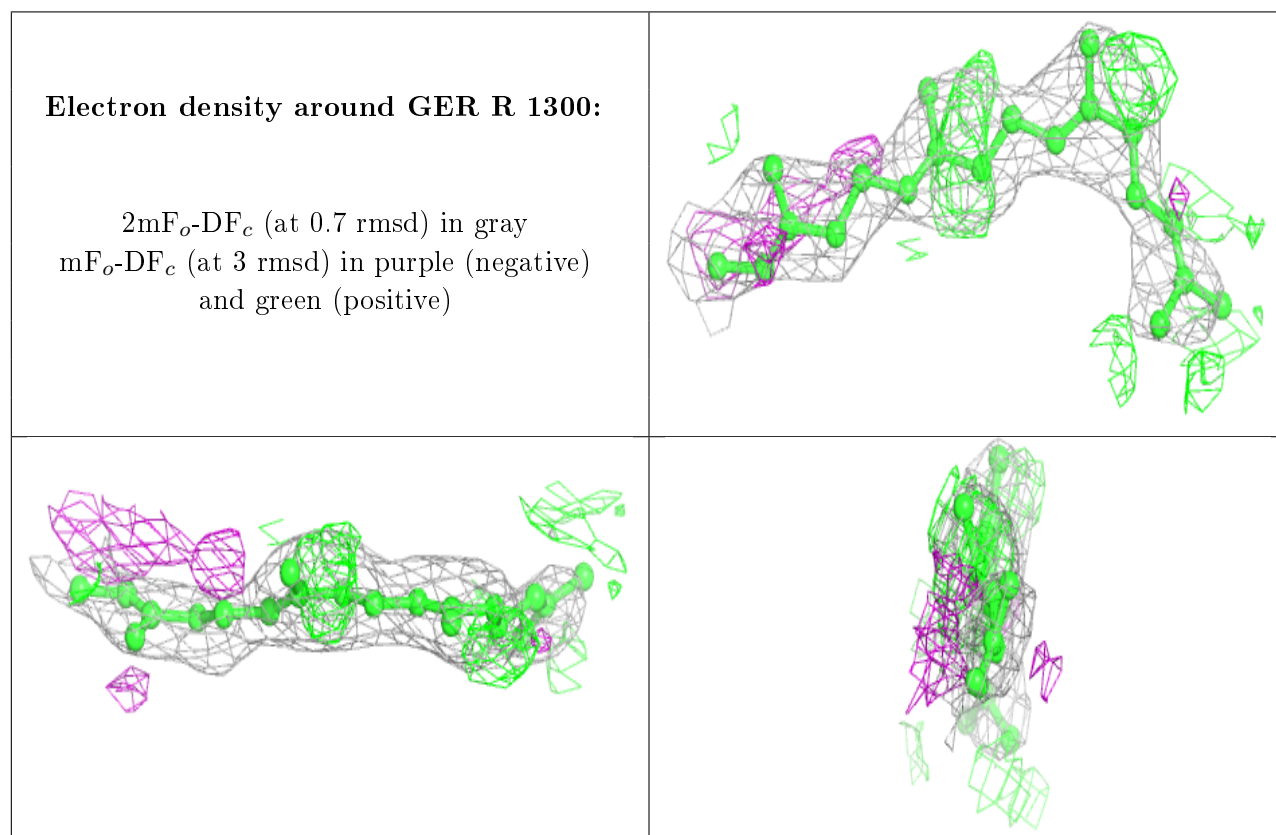 Electron density around GER R 1300:
2mFo-DFc (at 0.7 rmsd) in gray
mFo-DFc (at 3 rmsd) in purple (negative)
and green (positive)